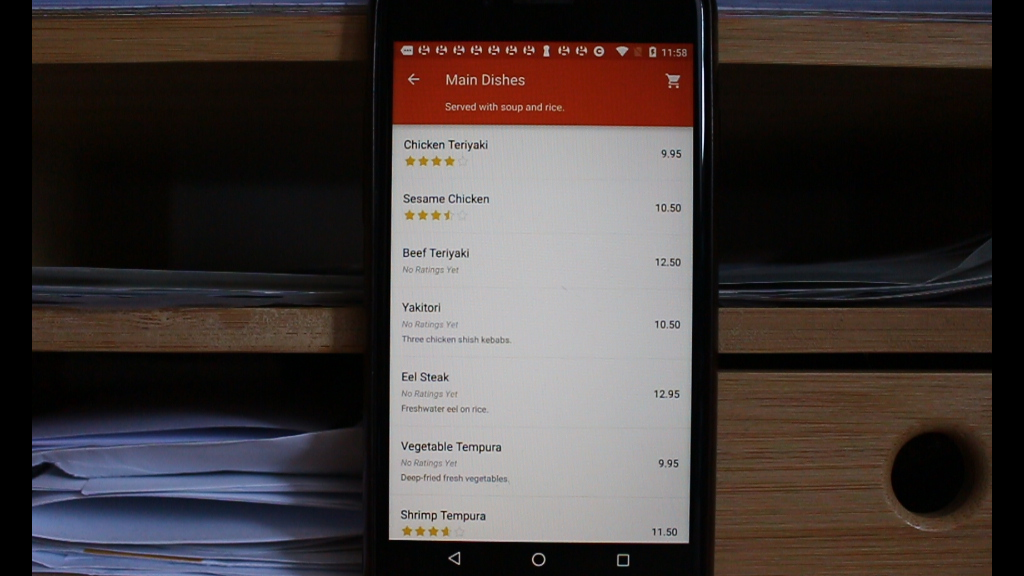 11:58
Main Dishes
Served with soup and rice.
Chicken Teriyaki
9.95
Sesame Chicken
10.50
Beef Teriyaki
No Ratings Yet
12.50
Yakitori
No Ratings Yet
10.50
Three chicken shish kebabs.
Eel Steak
No Ratings Yet
12.95
Freshwater eel on rice.
Vegetable Tempura
No Ratings Yet
9.95
Deep-fried fresh vegetables.
Shrimp Tempura
11.50